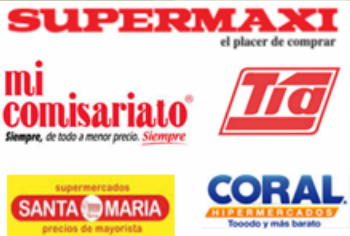 SUPERMAXI
el placer de comprar
mi
comisariato®
Siempre, de todo a menor precio. Siempre
Tía
supermercados
SANTA MARIA
precios de mayorista
CORAL
HIPERMERCADOS
Tooodo y más barato